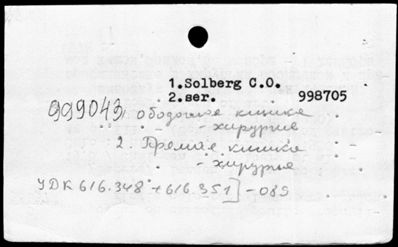 1.Solberg C.O.
2.ser. 998705
999043 1. ободочная кишка
- хирургия
2. Прямая кишка
- хирургия
УДК 616.348 + 616.351] -089